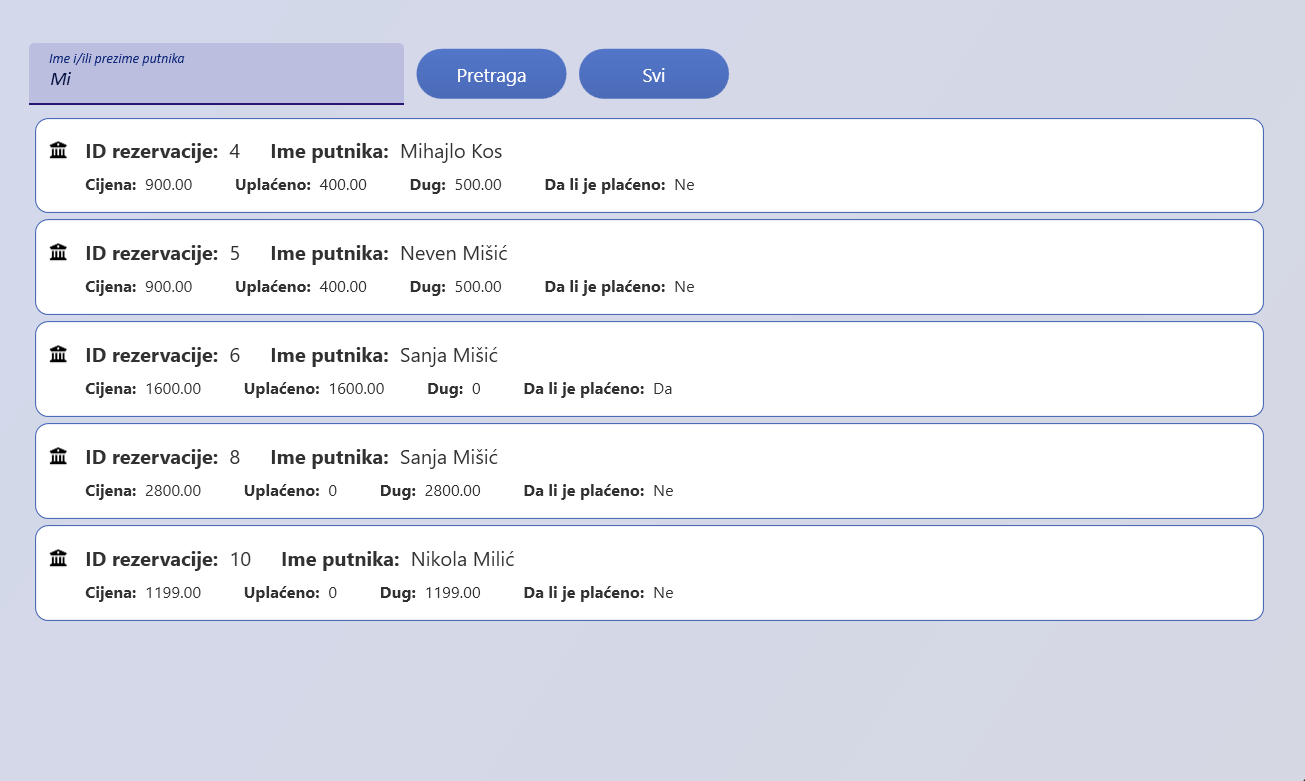 Ime i/ili prezime putnika
Mi
Pretraga
Svi
ID rezervacije: 4 Ime putnika: Mihajlo Kos
Cijena: 900.00 Uplaćeno: 400.00 Dug: 500.00 Da li je plaćeno: Ne
ID rezervacije: 5 Ime putnika: Neven Mišić
Cijena: 900.00 Uplaćeno: 400.00 Dug: 500.00 Da li je plaćeno: Ne
ID rezervacije: 6 Ime putnika: Sanja Mišić
Cijena: 1600.00 Uplaćeno: 1600.00 Dug: 0 Da li je plaćeno: Da
ID rezervacije: 8 Ime putnika: Sanja Mišić
Cijena: 2800.00 Uplaćeno: 0 Dug: 2800.00 Da li je plaćeno: Ne
ID rezervacije: 10 Ime putnika: Nikola Milić
Cijena: 1199.00 Uplaćeno: 0 Dug: 1199.00 Da li je plaćeno: Ne